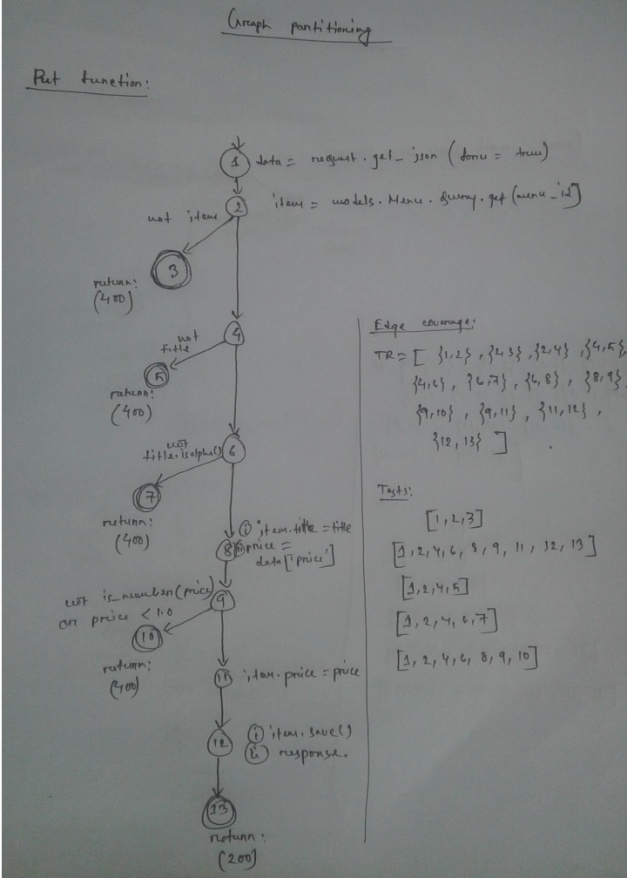 Graph partitioning
Put function:
1 data = request.get_json (force = true)
2 item = models.Menu.Query.get(menu_id]
not item
3
return:
(400)
4
not
title
5
return:
(400)
6
not
title.isalpha()
7
return:
(400)
8 i item.title = title
ii price =
data['price']
not is_number(price)
or price < 1.0
9
10
return:
(400)
11 item.price = price
12 i item.save()
ii response.
13
return:
(200)
Edge coverage:
TR = [ {1,2} , {2,3} , {2,4} , {4,5},
{4,6} , {6,7} , {6,8} , {8,9},
{9,10} , {9,11} , {11,12} ,
{12,13} ] .
Tests:
[1,2,3]
[1,2,4,6,8,9,11,12,13]
[1,2,4,5]
[1,2,4,6,7]
[1,2,4,6,8,9,10]